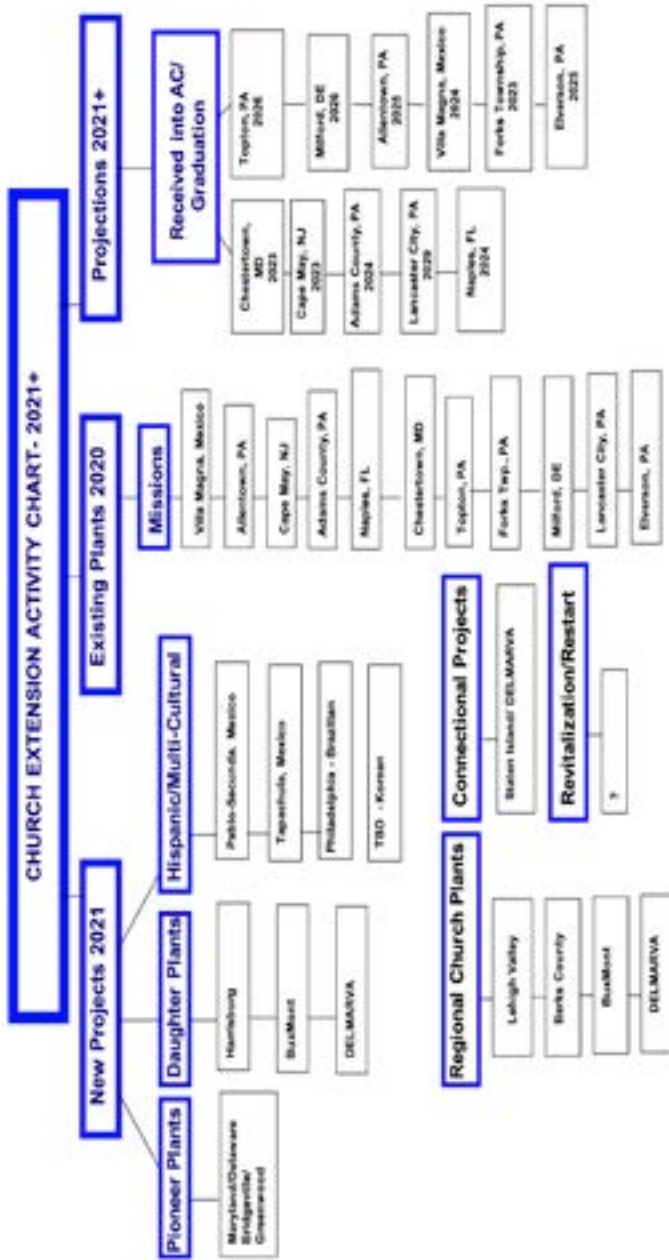 CHURCH EXTENSION ACTIVITY CHART- 2021+
New Projects 2021
Pioneer Plants
Maryland/Delaware
Bridgeville/
Greenwood
Daughter Plants
Harrisburg
BuxMont
DELMARVA
Hispanic/Multi-Cultural
Pablo-Secunda, Mexico
Tapachula, Mexico
Philadelphia - Brazilian
TBD - Korean
Regional Church Plants
Lehigh Valley
Berks County
BuxMont
DELMARVA
Connectional Projects
Staten Island/ DELMARVA
Revitalization/Restart
?
Existing Plants 2020
Missions
Villa Magna, Mexico
Allentown, PA
Cape May, NJ
Adams County, PA
Naples, FL
Chestertown, MD
Topton, PA
Forks Twp., PA
Milford, DE
Lancaster City, PA
Elverson, PA
Projections 2021+
Received into AC/
Graduation
Chestertown,
MD
2023
Cape May, NJ
2023
Adams County, PA
2024
Lancaster City, PA
Naples, FL
2024
Topton, PA
2026
Milford, DE
2026
Allentown, PA
2025
Villa Magna, Mexico
2024
Forks Township, PA
2023
Elverson, PA
2025